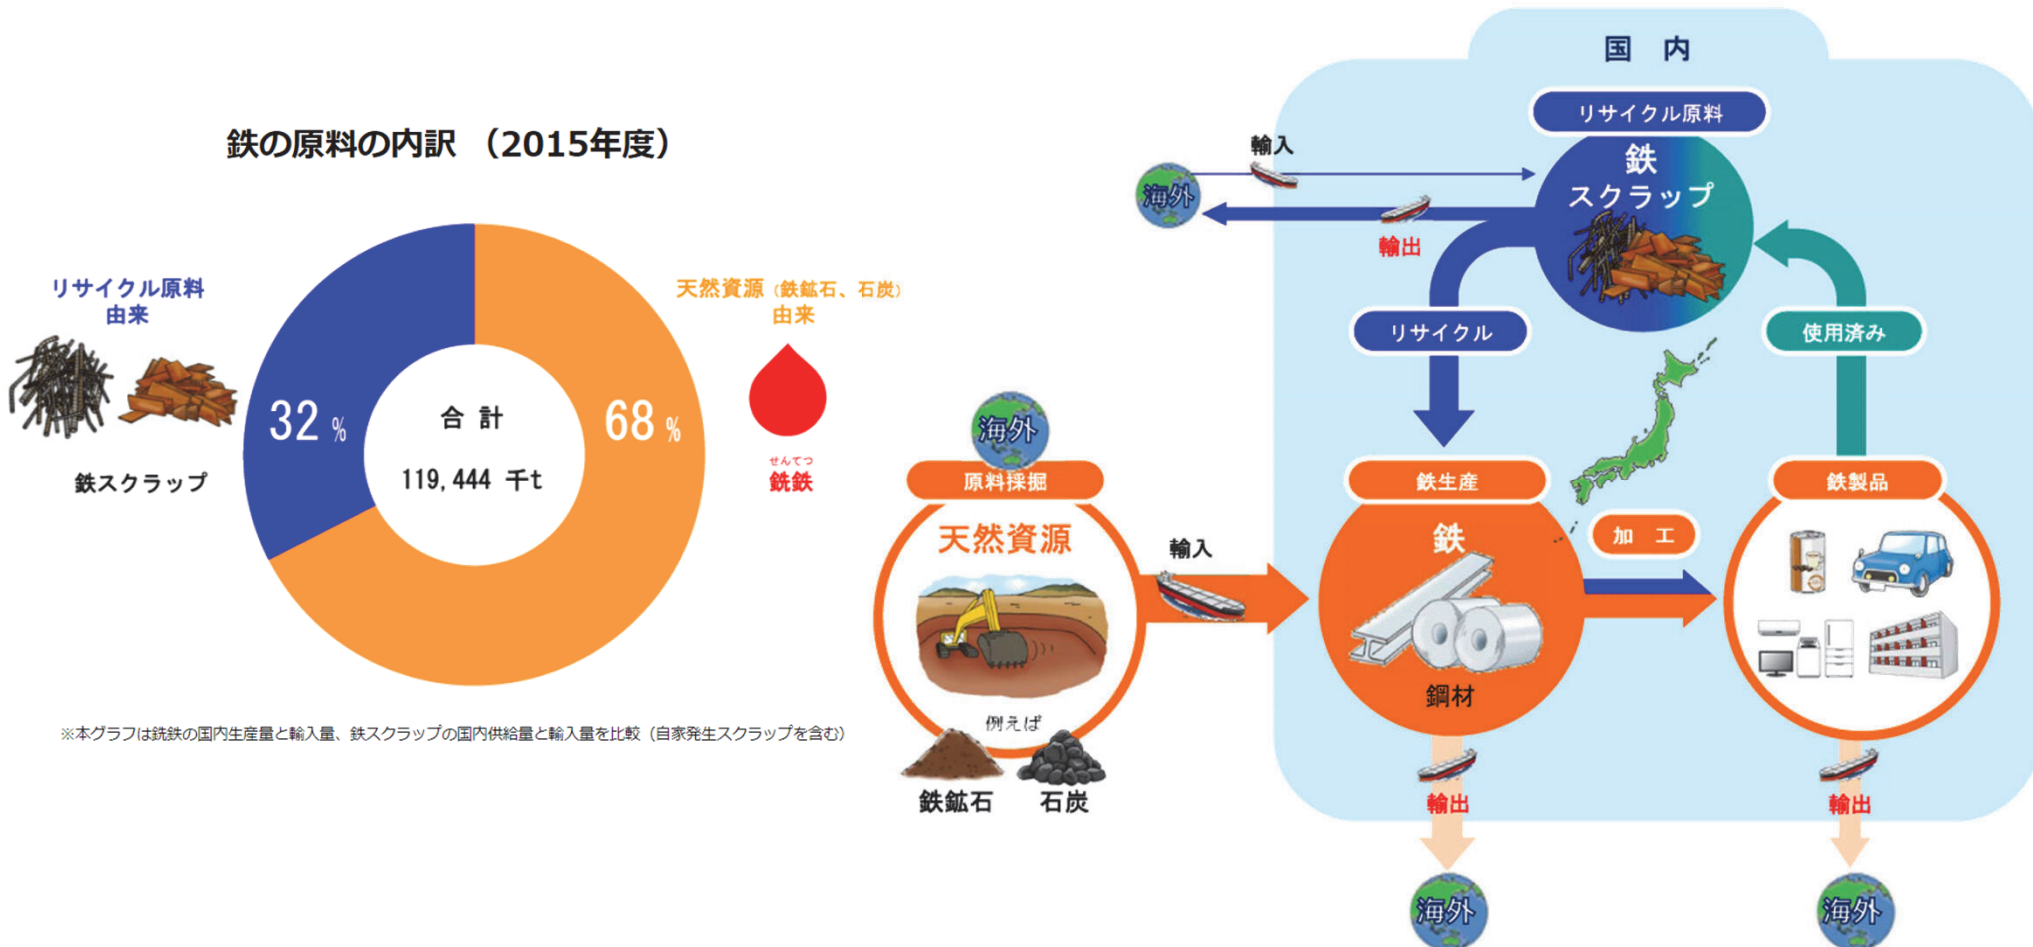 鉄の原料の内訳 （2015年度）
リサイクル原料
由来
鉄スクラップ
32 %
合 計
119,444 千t
68 %
天然資源（鉄鉱石、石炭）
由来
せんてつ
銑鉄
※本グラフは銑鉄の国内生産量と輸入量、鉄スクラップの国内供給量と輸入量を比較（自家発生スクラップを含む）
国 内
リサイクル原料
鉄
スクラップ
輸入
海外
輸出
リサイクル
使用済み
海外
原料採掘
天然資源
例えば
鉄鉱石
石炭
輸入
鉄生産
鉄
鋼材
加 工
鉄製品
輸出
海外
輸出
海外